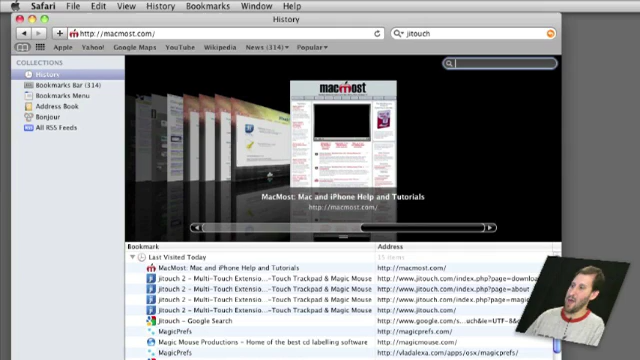 Safari File Edit View History Bookmarks Window Help
History
http://macmost.com/
jitouch
Apple Yahoo! Google Maps YouTube Wikipedia News (314) Popular
COLLECTIONS
History
Bookmarks Bar (314)
Bookmarks Menu
Address Book
Bonjour
All RSS Feeds
macmost
MacMost: Mac and iPhone Help and Tutorials
http://macmost.com/
Bookmark Address
Last Visited Today 15 items
MacMost: Mac and iPhone Help and Tutorials http://macmost.com/
jitouch 2 – Multi-Touch Extensio...–Touch Trackpad & Magic Mouse http://www.jitouch.com/index.php?page=downlo
jitouch 2 – Multi-Touch Extensio...–Touch Trackpad & Magic Mouse http://www.jitouch.com/index.php?page=about
jitouch 2 – Multi-Touch Extensio...–Touch Trackpad & Magic Mouse http://www.jitouch.com/index.php?page=magic
jitouch 2 – Multi-Touch Extensio...–Touch Trackpad & Magic Mouse http://www.jitouch.com/
jitouch – Google Search http://www.google.com/s...uch&ie=UTF-8
MagicPrefs http://magicprefs.com/
Magic Mouse Productions – Home of the best cd labelling software http://magicmouse.com/
MagicPrefs http://vladalexa.com/apps/osx/magicprefs/